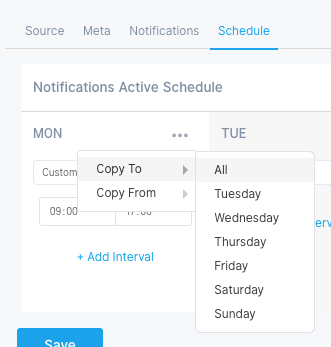 Source Meta Notifications Schedule
Notifications Active Schedule
MON ••• TUE
Custom
Copy To
Copy From
All
Tuesday
Wednesday
Thursday
Friday
Saturday
Sunday
09:00 17:00
+ Add Interval
Save